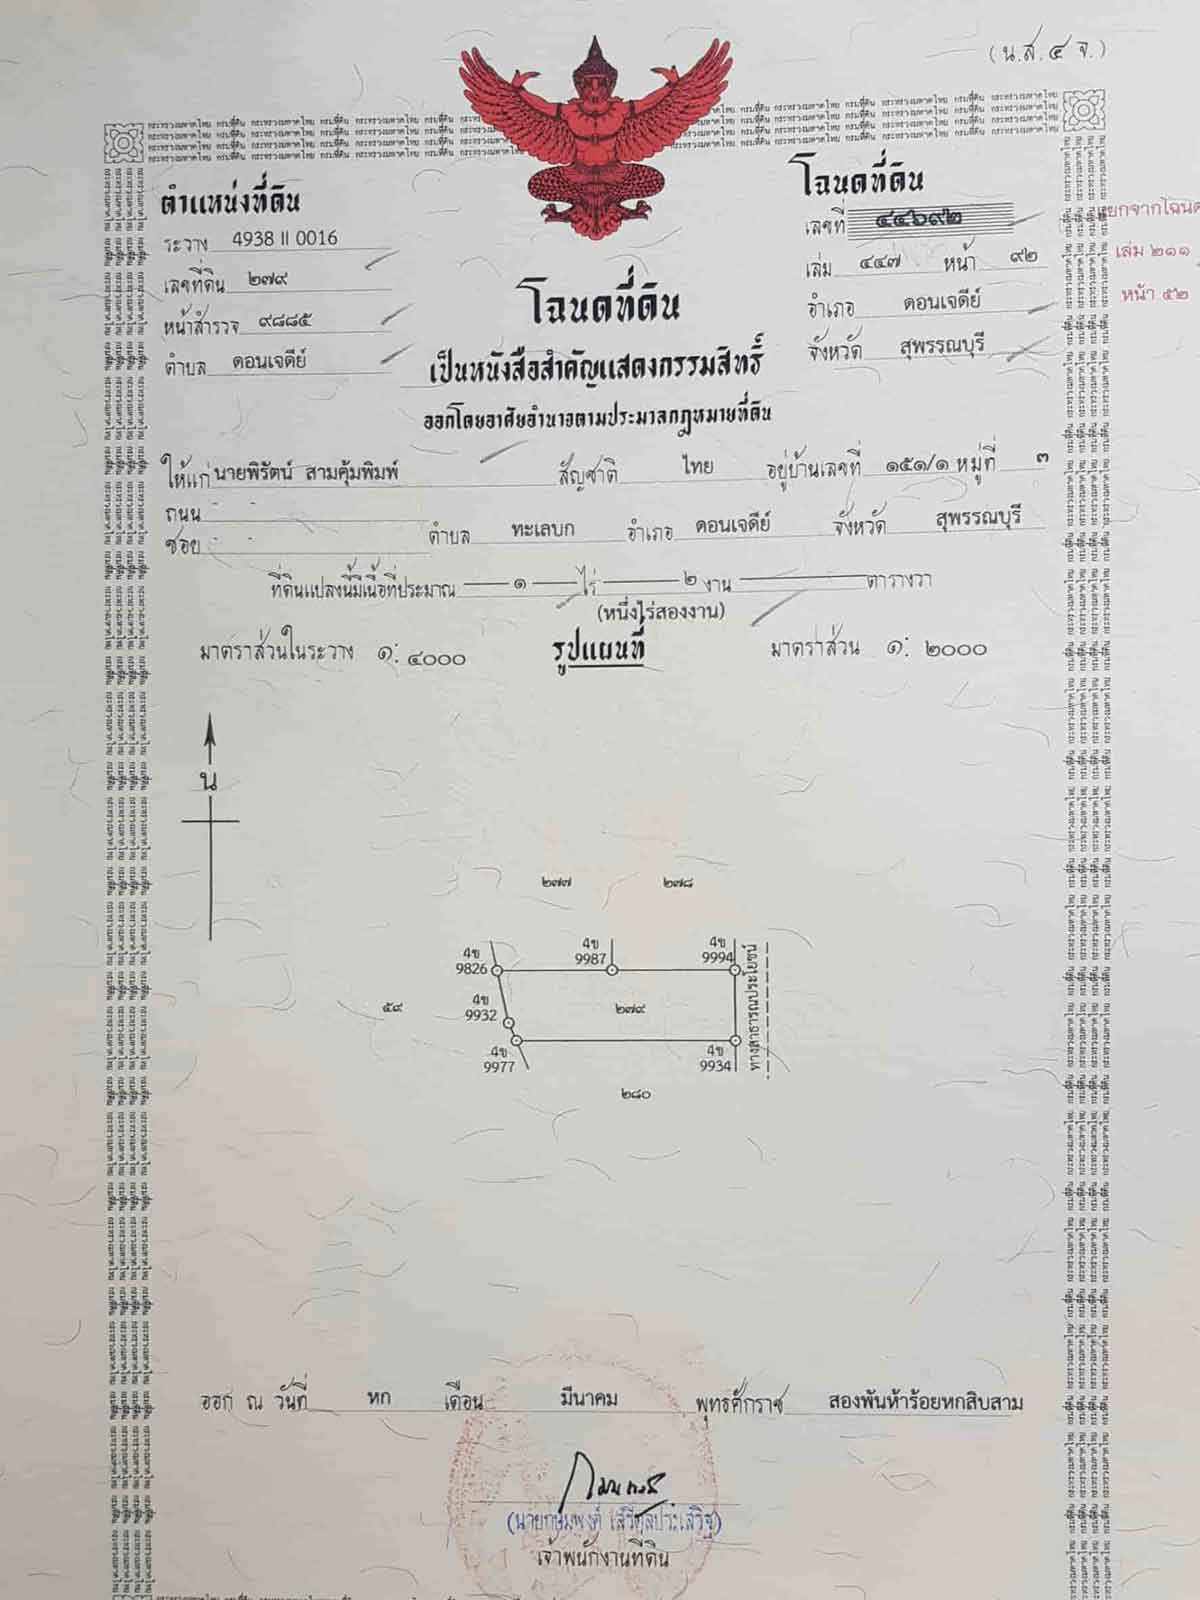 (น.ส.๔ จ.)
ตำแหน่งที่ดิน
ระวาง 4938 II 0016
เลขที่ดิน ๒๗๙
หน้าสำรวจ ๙๘๘๕
ตำบล ดอนเจดีย์
โฉนดที่ดิน
เลขที่ ๔๔๖๙๒
เล่ม ๔๔๗ หน้า ๙๒
อำเภอ ดอนเจดีย์
จังหวัด สุพรรณบุรี
เล่ม ๒๑๑
หน้า ๕๒
โฉนดที่ดิน
เป็นหนังสือสำคัญแสดงกรรมสิทธิ์
ออกโดยอาศัยอำนาจตามประมวลกฎหมายที่ดิน
ให้แก่ นายพิรัตน์ สามคุ้มพิมพ์ สัญชาติ ไทย อยู่บ้านเลขที่ ๑๕๑/๑ หมู่ที่ ๓
ถนน - -
ซอย - - ตำบล ทะเลบก อำเภอ ดอนเจดีย์ จังหวัด สุพรรณบุรี
ที่ดินแปลงนี้มีเนื้อที่ประมาณ ๑ ไร่ ๒ งาน ตารางวา
(หนึ่งไร่สองงาน)
มาตราส่วนในระวาง ๑: ๔๐๐๐ รูปแผนที่ มาตราส่วน ๑: ๒๐๐๐
น
๒๗๗ ๒๗๘
4ข 9826
4ข 9987
4ข 9994
๕๙
4ข 9932
๒๗๙
ทางสาธารณประโยชน์
4ข 9977
4ข 9934
๒๘๐
ออก ณ วันที่ หก เดือน มีนาคม พุทธศักราช สองพันห้าร้อยหกสิบสาม
เจ้าพนักงานที่ดิน